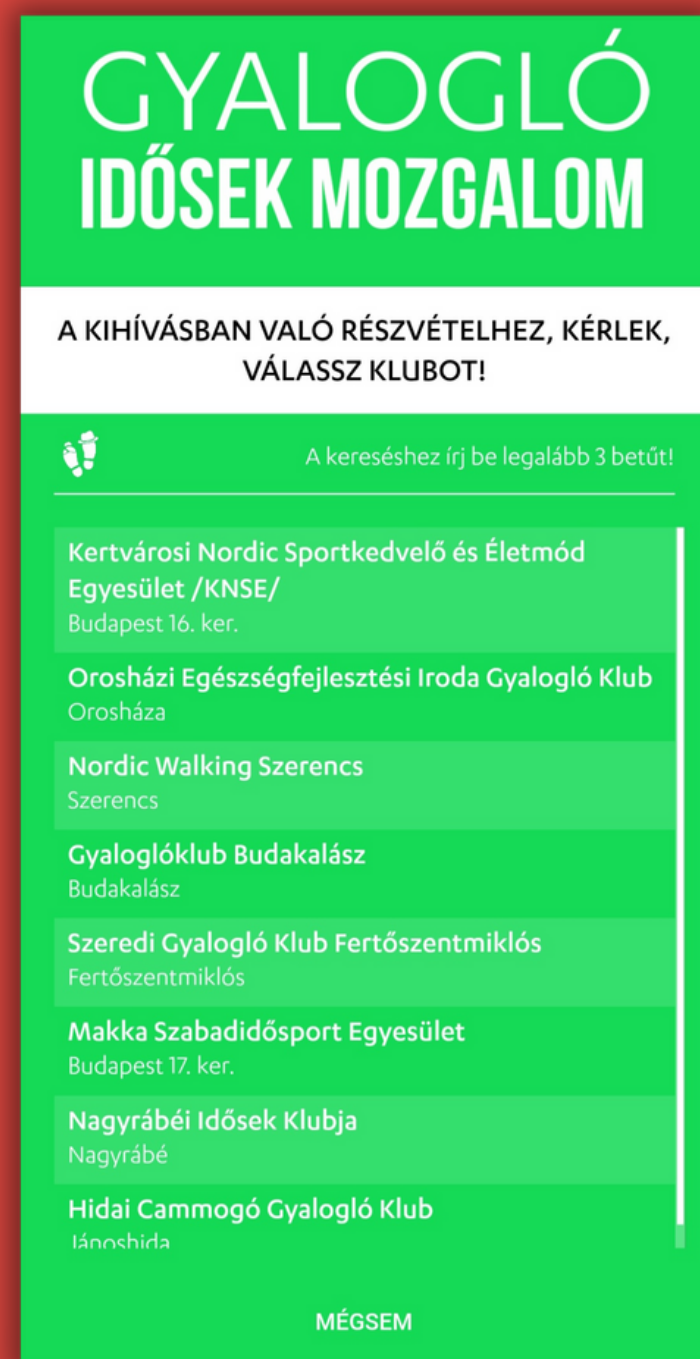 GYALOGLÓ
IDŐSEK MOZGALOM
A KIHÍVÁSBAN VALÓ RÉSZVÉTELHEZ, KÉRLEK,
VÁLASSZ KLUBOT!
A kereséshez írj be legalább 3 betűt!
Kertvárosi Nordic Sportkedvelő és Életmód
Egyesület /KNSE/
Budapest 16. ker.
Orosházi Egészségfejlesztési Iroda Gyalogló Klub
Orosháza
Nordic Walking Szerencs
Szerencs
Gyaloglóklub Budakalász
Budakalász
Szeredi Gyalogló Klub Fertőszentmiklós
Fertőszentmiklós
Makka Szabadidősport Egyesület
Budapest 17. ker.
Nagyrábéi Idősek Klubja
Nagyrábé
Hidai Cammogó Gyalogló Klub
Jánoshida
MÉGSEM